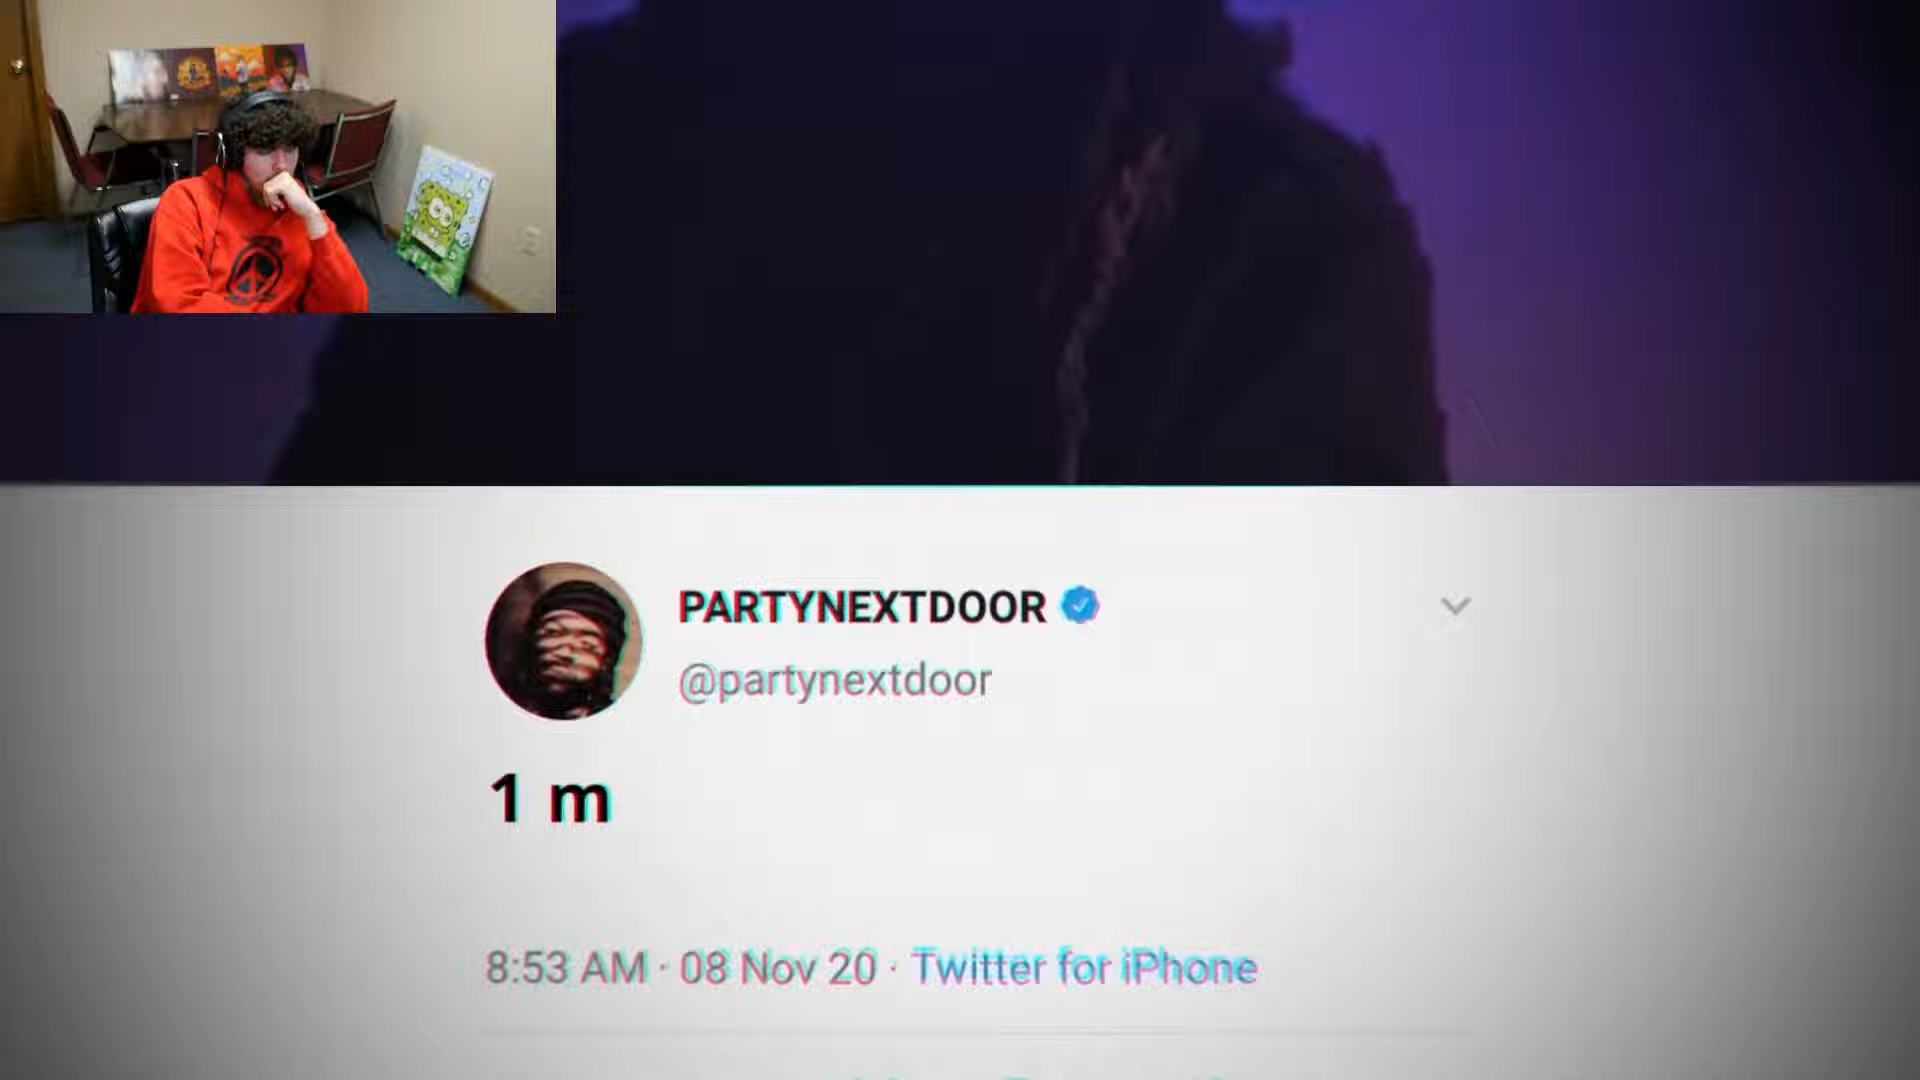 PARTYNEXTDOOR
@partynextdoor
1 m
8:53 AM · 08 Nov 20 · Twitter for iPhone